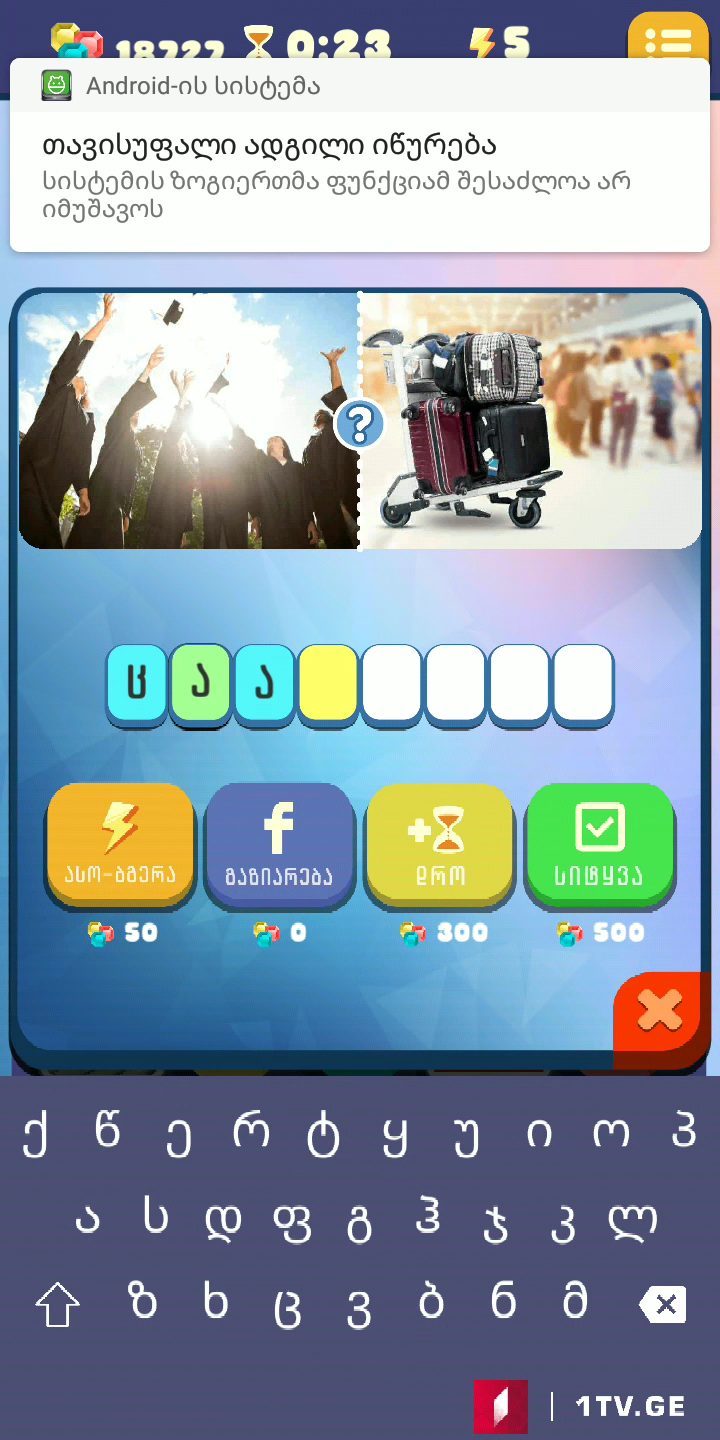 18727 0:23 5
Android-ის სისტემა
თავისუფალი ადგილი იწურება
სისტემის ზოგიერთმა ფუნქციამ შესაძლოა არ
იმუშავოს
?
ც ა ა
ასო-ბგერა გაზიარება დრო სიტყვა
50 0 300 500
ქ წ ე რ ტ ყ უ ი ო პ
ა ს დ ფ გ ჰ ჯ კ ლ
ზ ხ ც ვ ბ ნ მ
1TV.GE